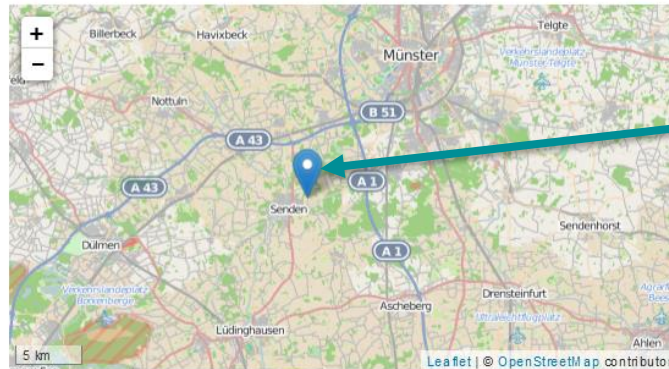 +
−
Billerbeck
Havixbeck
Telgte
Münster
Verkehrslandeplatz
Münster-Telgte
Nottuln
B 51
A 43
A 43
A 1
Senden
Sendenhorst
Dülmen
A 1
Verkehrslandeplatz
Borkenberge
Drensteinfurt
Ascheberg
Ultraleichtflugplatz
Lüdinghausen
Ahlen
5 km
Leaflet | © OpenStreetMap contributo